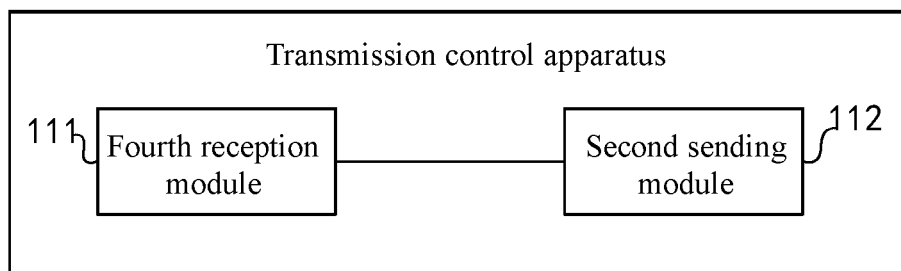 Transmission control apparatus
111
Fourth reception
module
Second sending
module
112